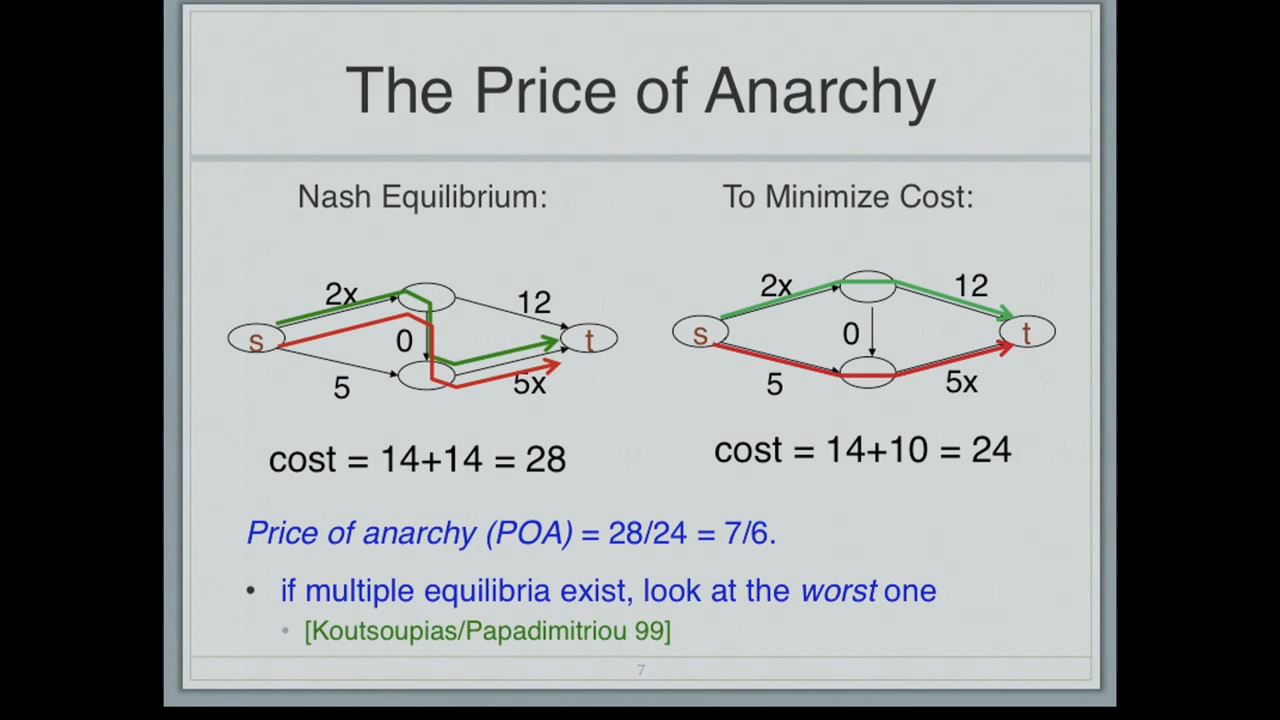 The Price of Anarchy
Nash Equilibrium:
To Minimize Cost:
2x
12
s
0
t
5
5x
cost = 14+14 = 28
2x
12
s
0
t
5
5x
cost = 14+10 = 24
Price of anarchy (POA) = 28/24 = 7/6.
• if multiple equilibria exist, look at the worst one
• [Koutsoupias/Papadimitriou 99]
7